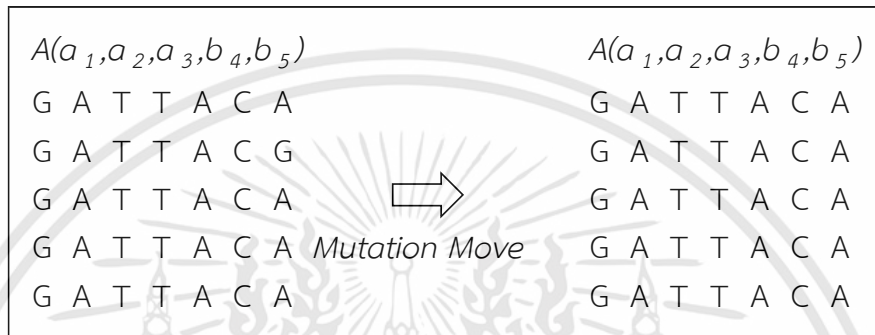 A(a 1,a 2,a 3,b 4,b 5) A(a 1,a 2,a 3,b 4,b 5)
G A T T A C A G A T T A C A
G A T T A C G G A T T A C A
G A T T A C A G A T T A C A
G A T T A C A Mutation Move G A T T A C A
G A T T A C A G A T T A C A